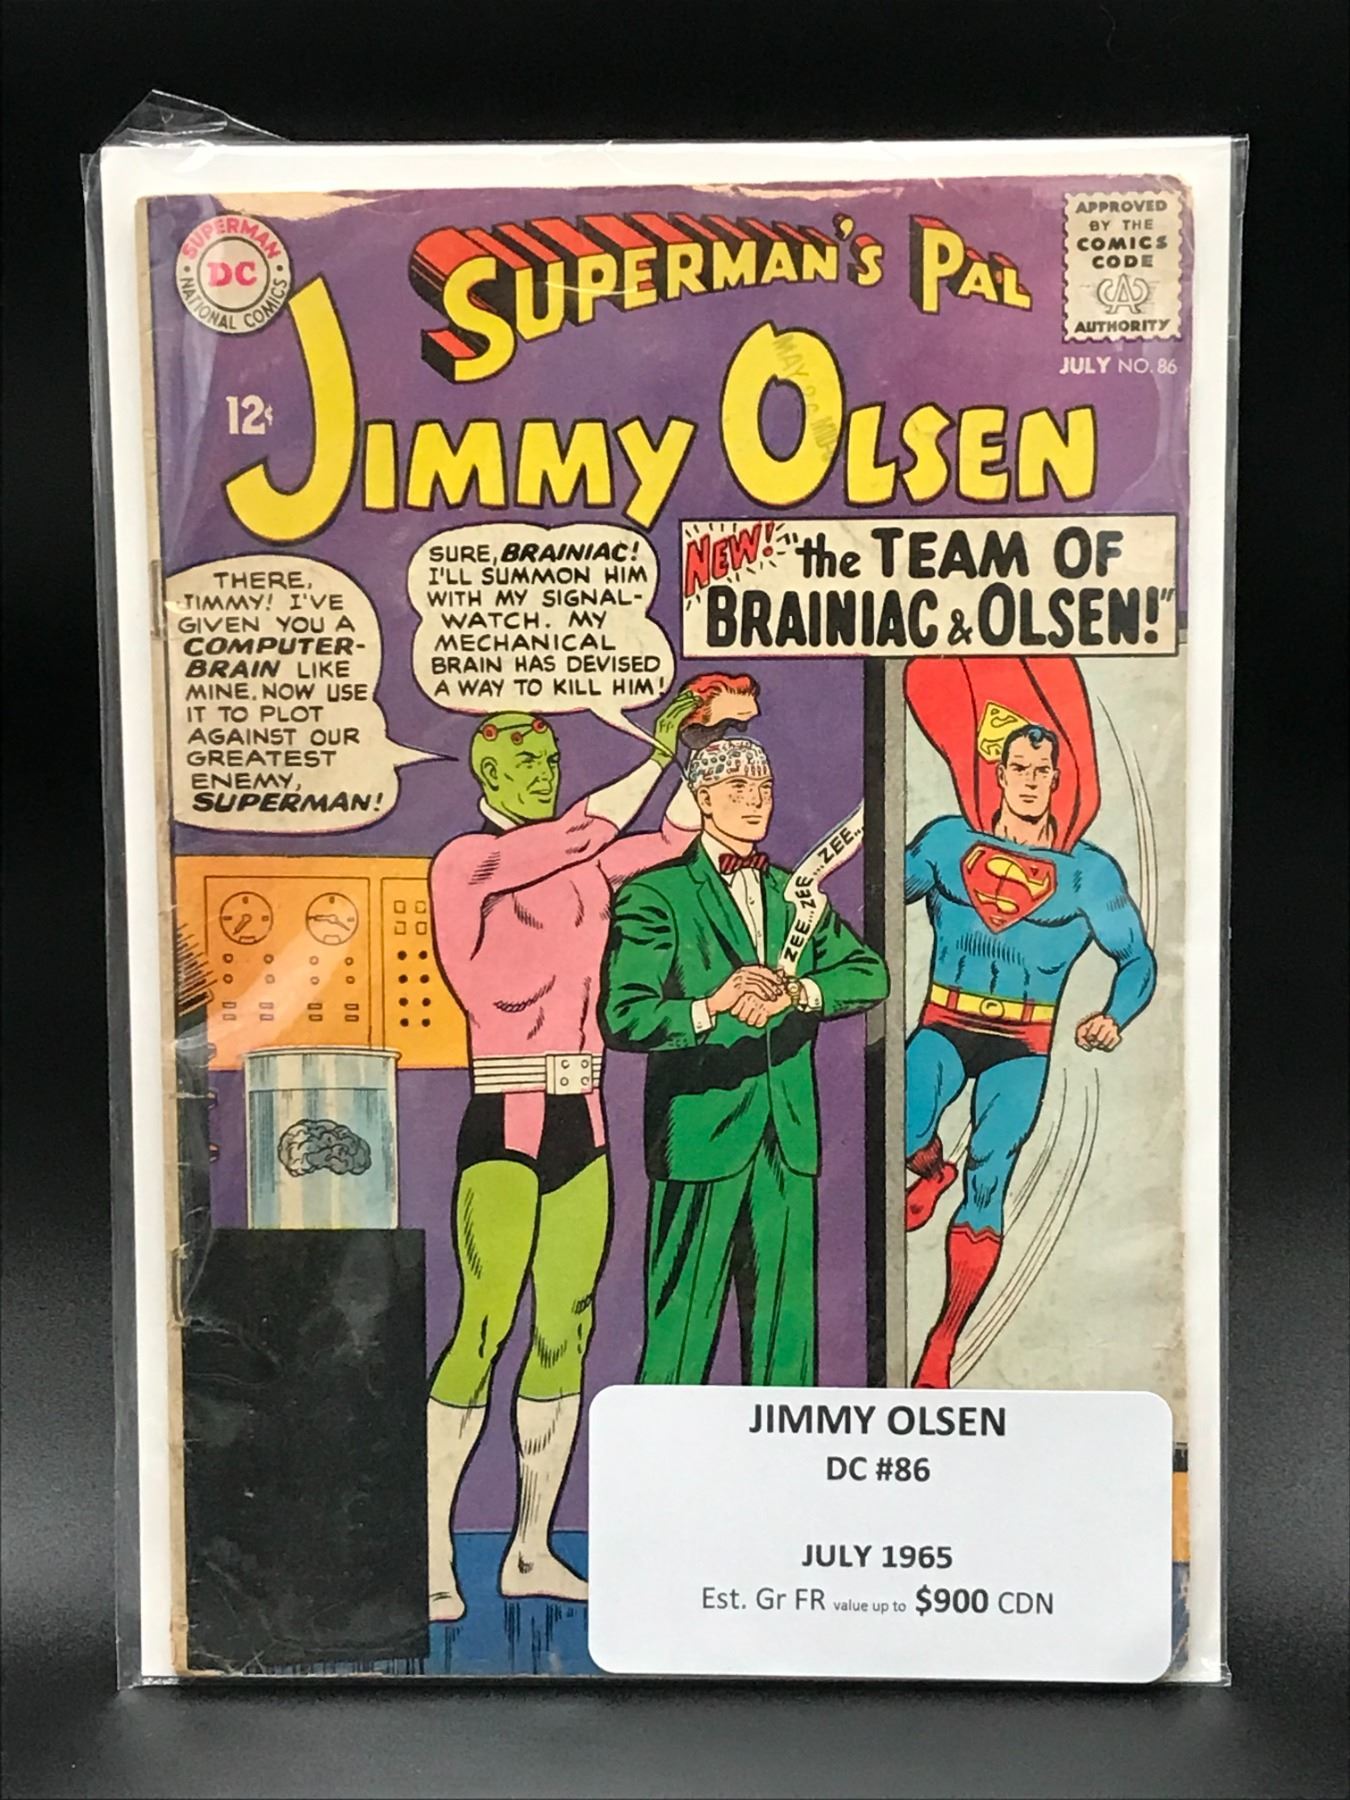 SUPERMAN
DC
NATIONAL COMICS
SUPERMAN'S PAL
JIMMY OLSEN
12¢
APPROVED
BY THE
COMICS
CODE
CA
AUTHORITY
JULY NO. 86
NEW! "the TEAM OF
BRAINIAC & OLSEN!"
THERE,
JIMMY! I'VE
GIVEN YOU A
COMPUTER-
BRAIN LIKE
MINE. NOW USE
IT TO PLOT
AGAINST OUR
GREATEST
ENEMY,
SUPERMAN!
SURE, BRAINIAC!
I'LL SUMMON HIM
WITH MY SIGNAL-
WATCH. MY
MECHANICAL
BRAIN HAS DEVISED
A WAY TO KILL HIM!
ZEE... ZEE... ZEE... ZEE...
S
JIMMY OLSEN
DC #86
JULY 1965
Est. Gr FR value up to $900 CDN